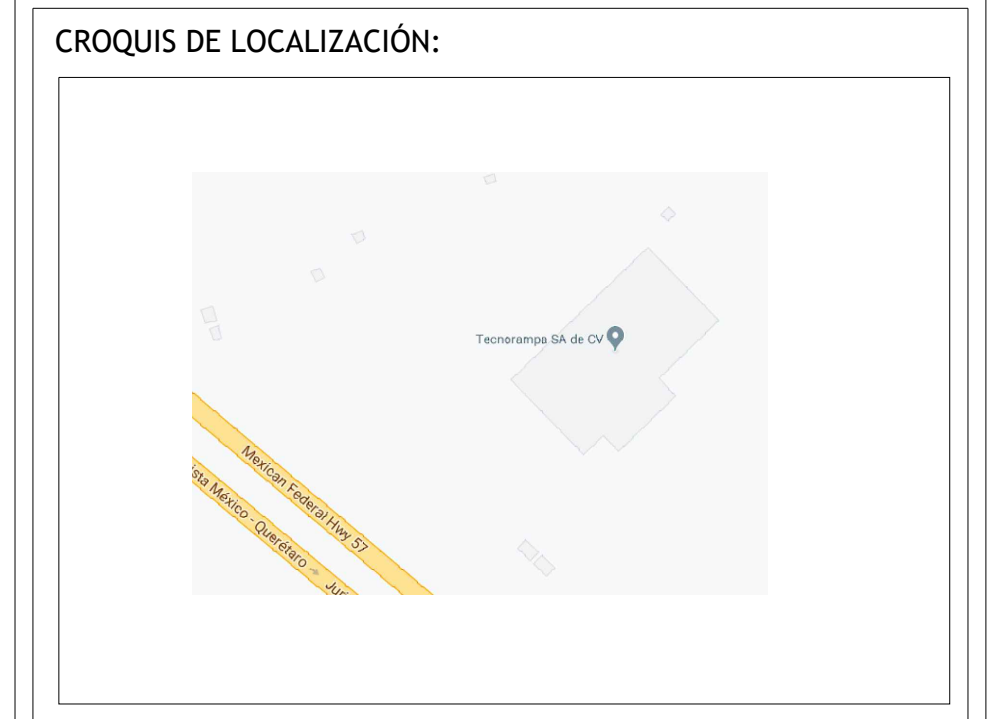 CROQUIS DE LOCALIZACIÓN:
Tecnorampa SA de CV
Mexican Federal Hwy 57
México - Querétaro